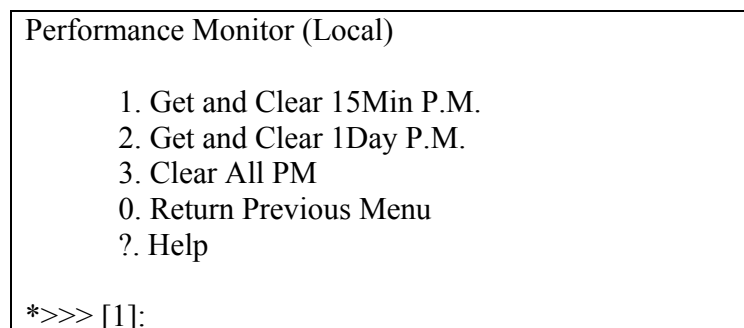 Performance Monitor (Local)
1. Get and Clear 15Min P.M.
2. Get and Clear 1Day P.M.
3. Clear All PM
0. Return Previous Menu
?. Help
*>>> [1]: